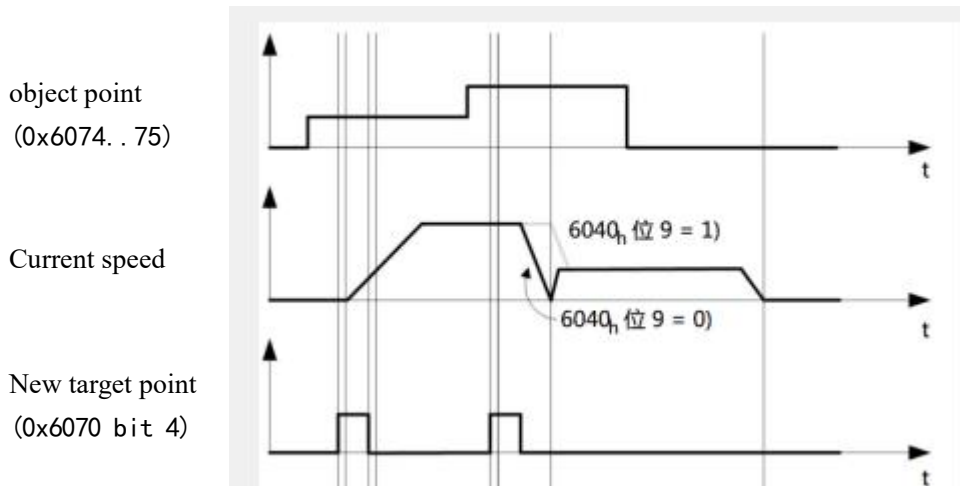 object point
(0x6074..75)
t
6040h 位 9 = 1)
Current speed
6040h 位 9 = 0)
t
New target point
(0x6070 bit 4)
t